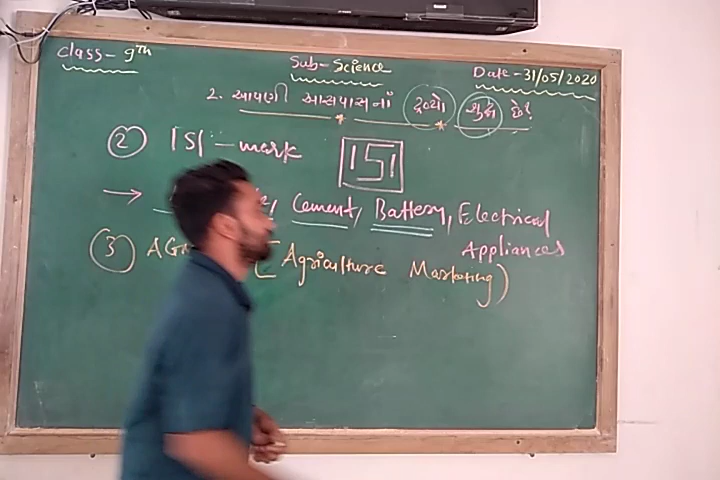 Class - 9th
Sub - Science
Date - 31/05/2020
2. આપણી આસપાસનાં દ્રવ્યો શુદ્ધ છે?
② ISI - mark
ISI
→ Cement, Battery, Electrical
Appliances
③ [Agriculture Marketing)